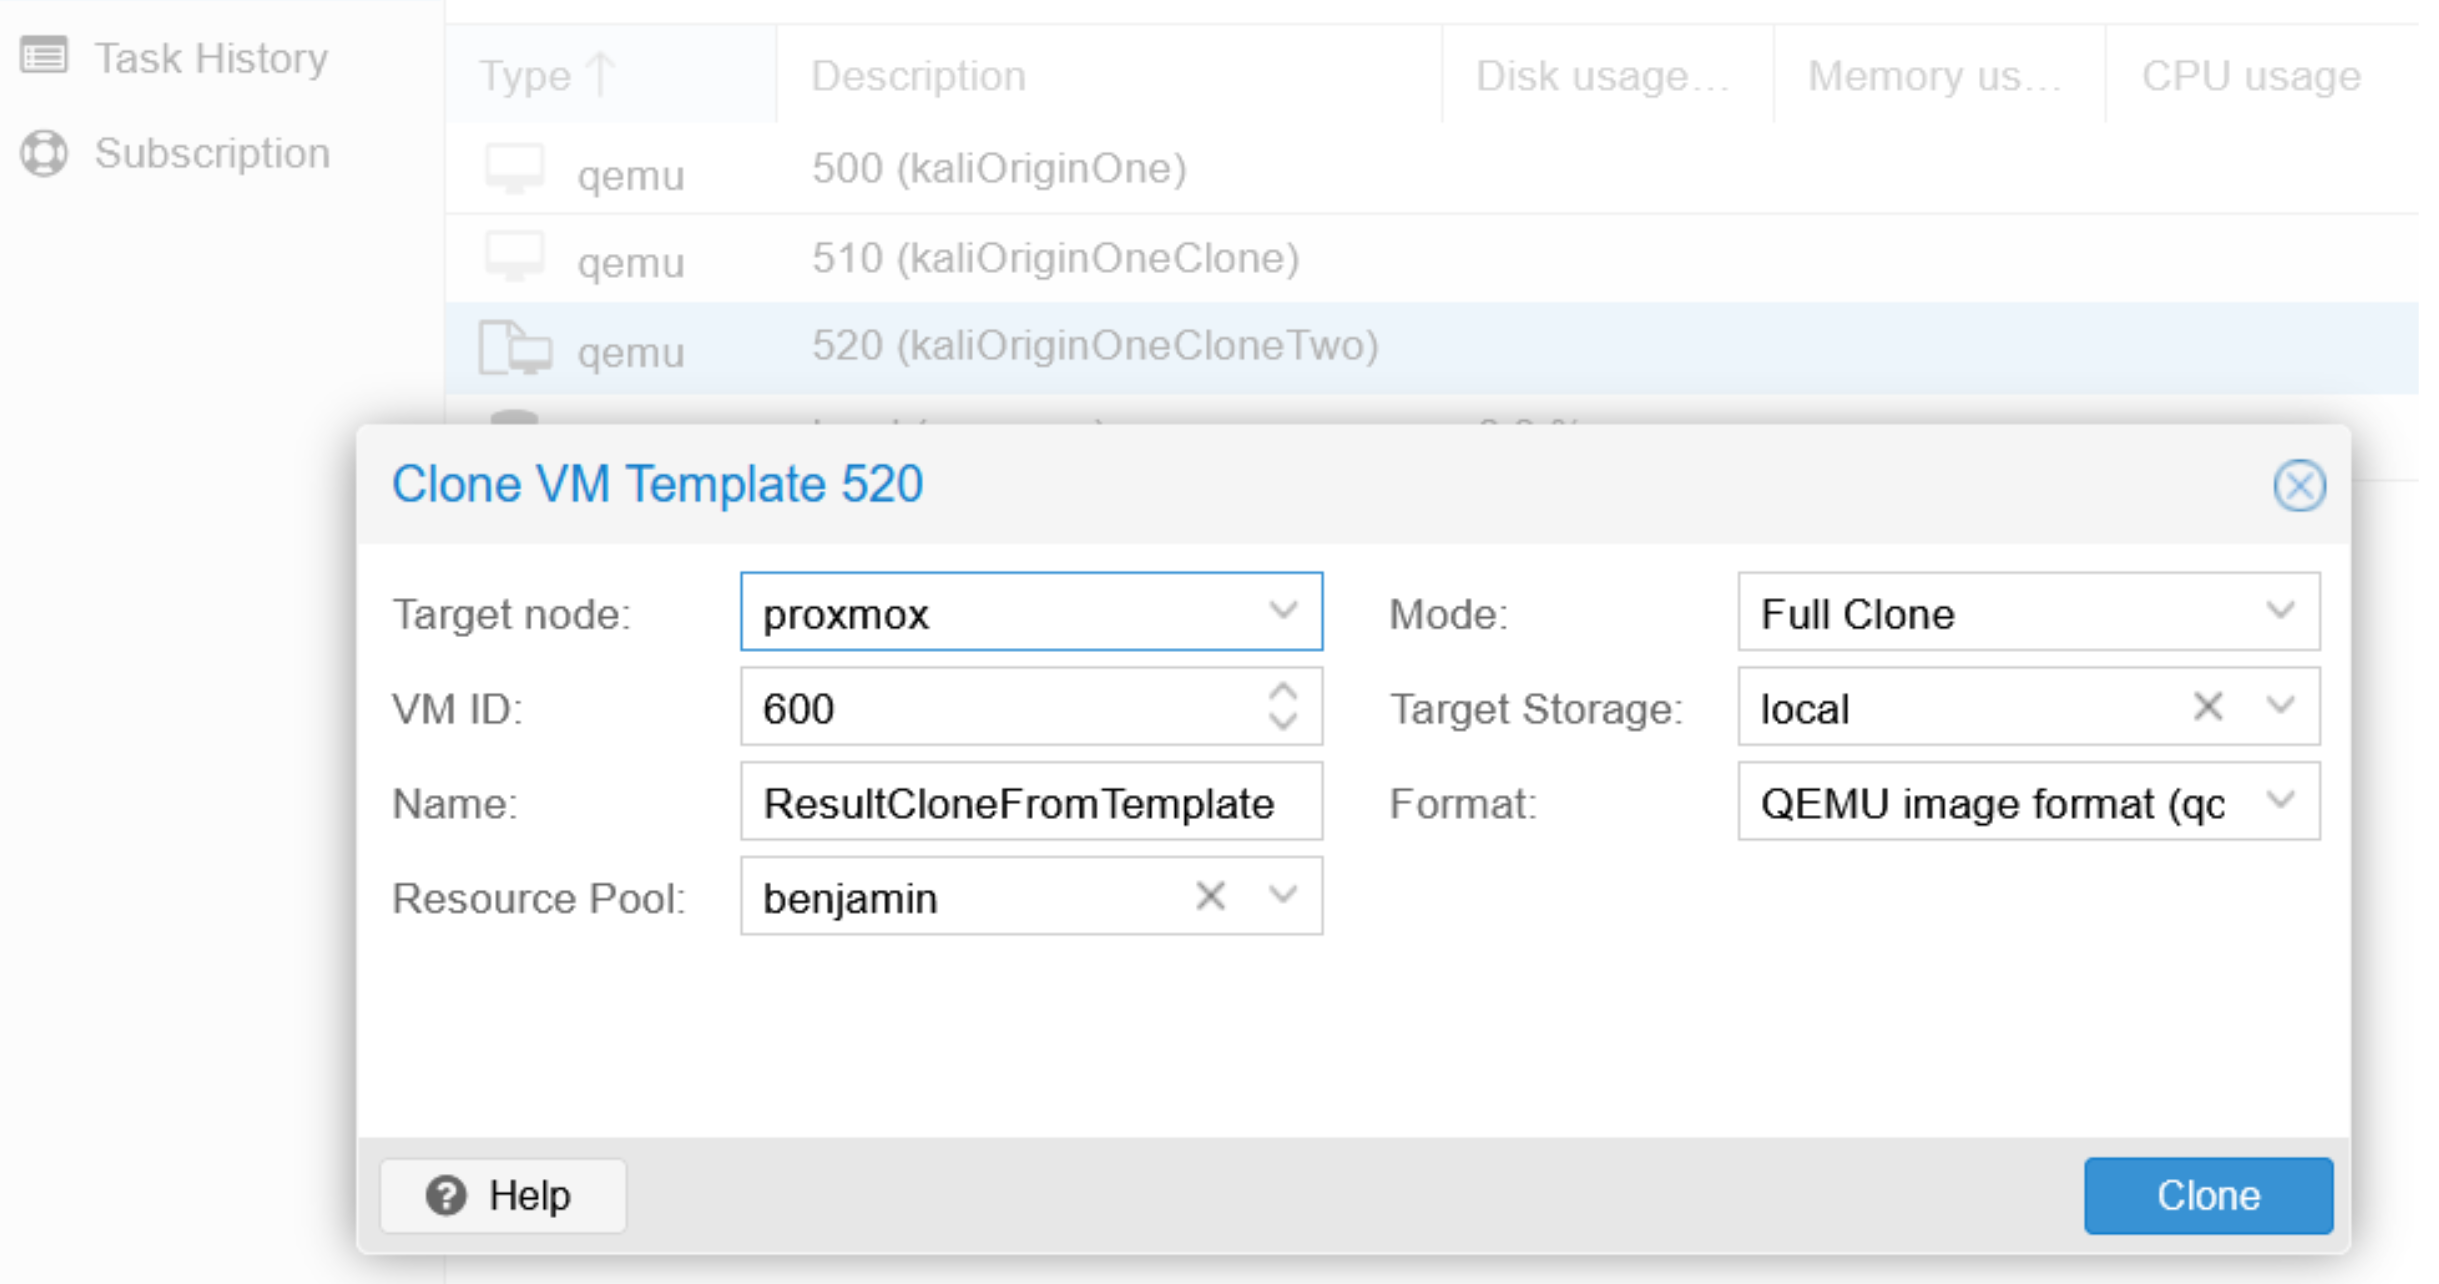 Task History
Subscription
Type Description Disk usage... Memory us... CPU usage
qemu 500 (kaliOriginOne)
qemu 510 (kaliOriginOneClone)
qemu 520 (kaliOriginOneCloneTwo)
Clone VM Template 520
Target node: proxmox Mode: Full Clone
VM ID: 600 Target Storage: local
Name: ResultCloneFromTemplate Format: QEMU image format (qc
Resource Pool: benjamin
Help Clone